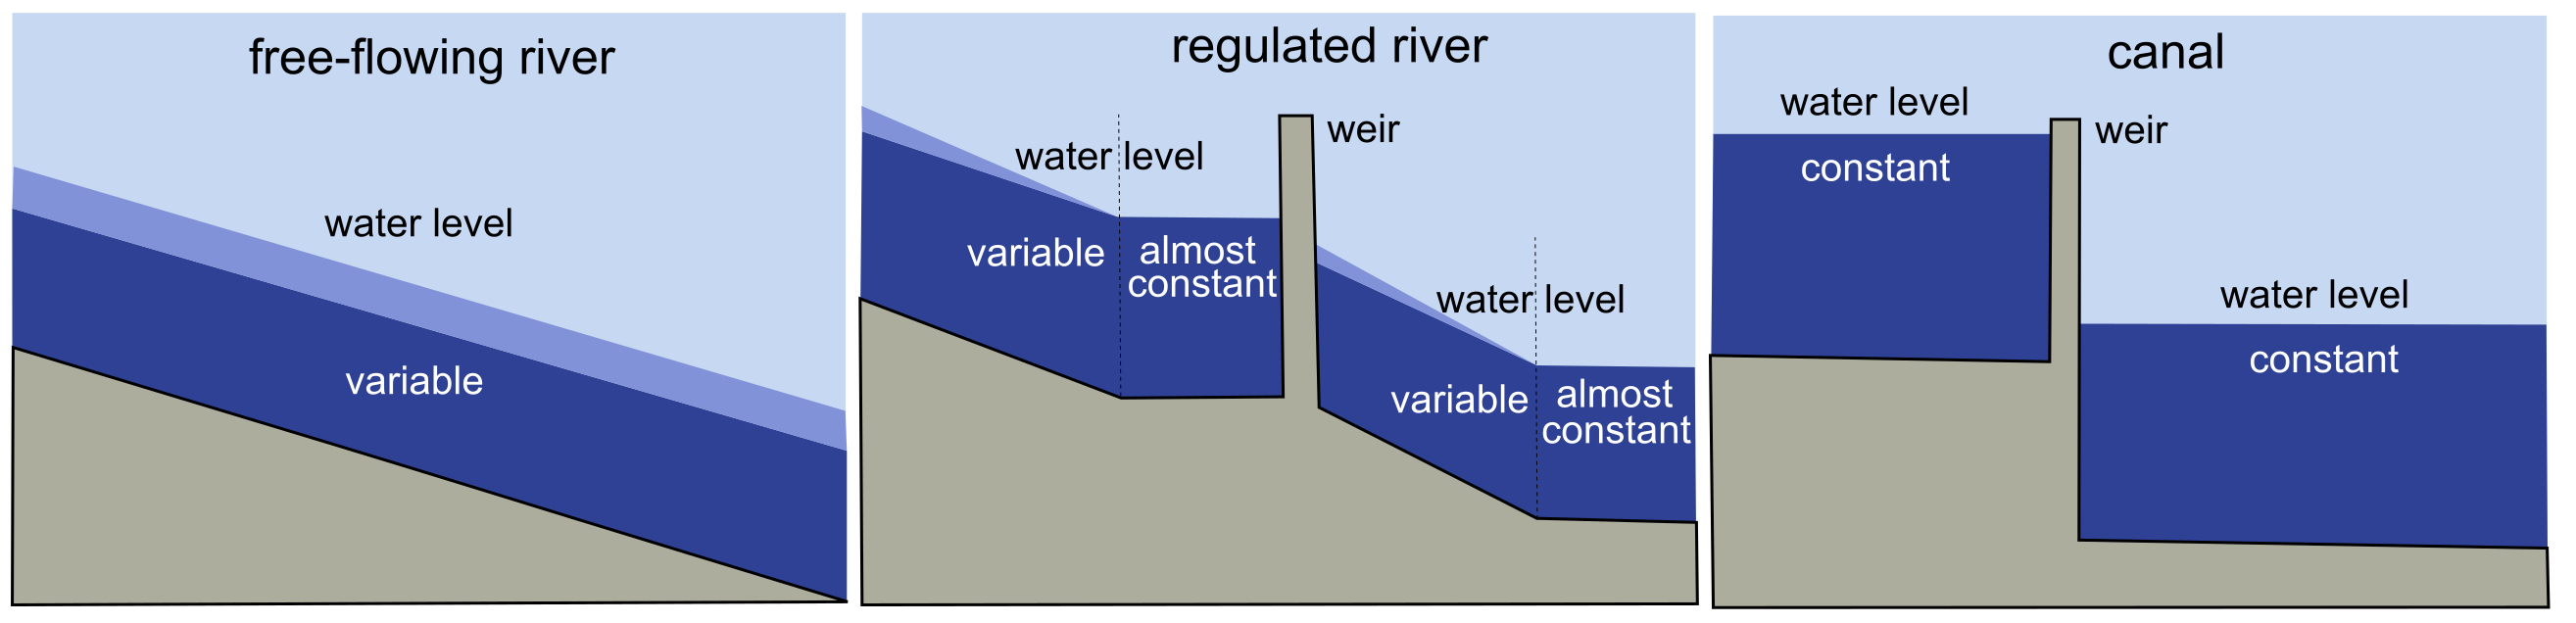 free-flowing river
water level
variable
regulated river
weir
water level
variable
almost
constant
water level
variable
almost
constant
canal
water level
weir
constant
water level
constant